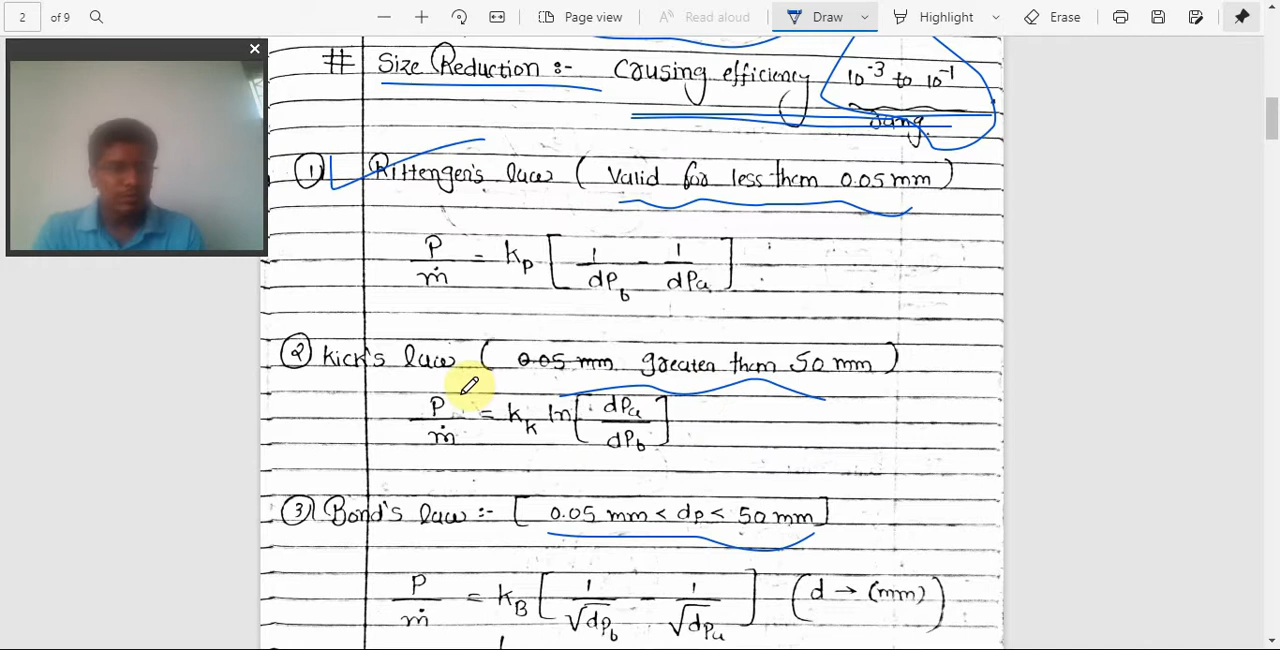 2 of 9 Page view Read aloud Draw Highlight Erase
# Size Reduction :- Crusing efficiency 10^-3 to 10^-1
① Rittenger's law ( Valid for less them 0.05 mm )
P/ṁ = kp [ 1/dPb - 1/dPa ]
② Kick's law ( 0.05 mm greater them 50 mm )
P/ṁ = kk ln [ dPa/dPb ]
③ Bond's law :- [ 0.05 mm < dp < 50 mm ]
P/ṁ = kB [ 1/√dPb - 1/√dPa ] ( d → (mm) )